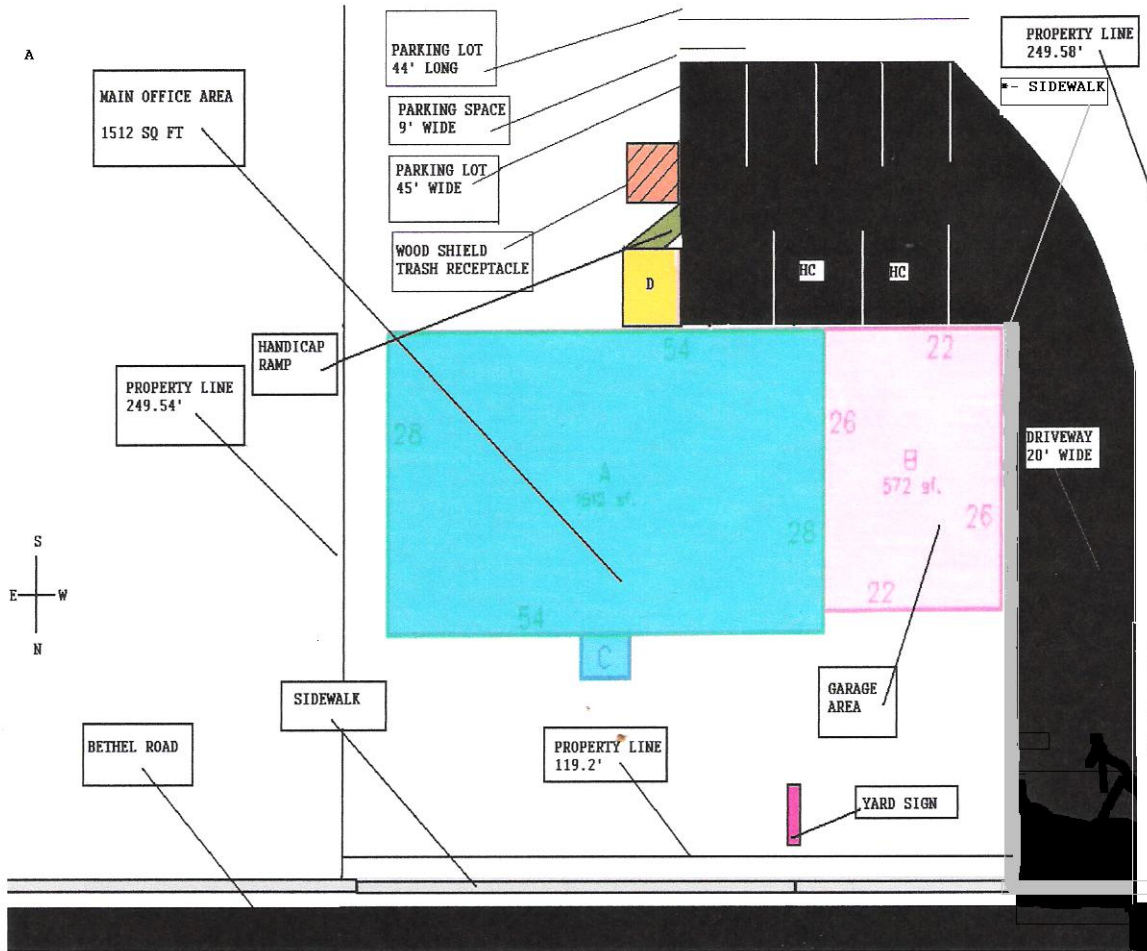 A
PARKING LOT
44' LONG
PROPERTY LINE
249.58'
*- SIDEWALK
MAIN OFFICE AREA
1512 SQ FT
PARKING SPACE
9' WIDE
PARKING LOT
45' WIDE
WOOD SHIELD
TRASH RECEPTACLE
HC
HC
D
HANDICAP
RAMP
54
22
PROPERTY LINE
249.54'
28
26
DRIVEWAY
20' WIDE
A
sf.
B
572 sf.
28
26
S
E
W
N
54
22
C
SIDEWALK
GARAGE
AREA
BETHEL ROAD
PROPERTY LINE
119.2'
YARD SIGN